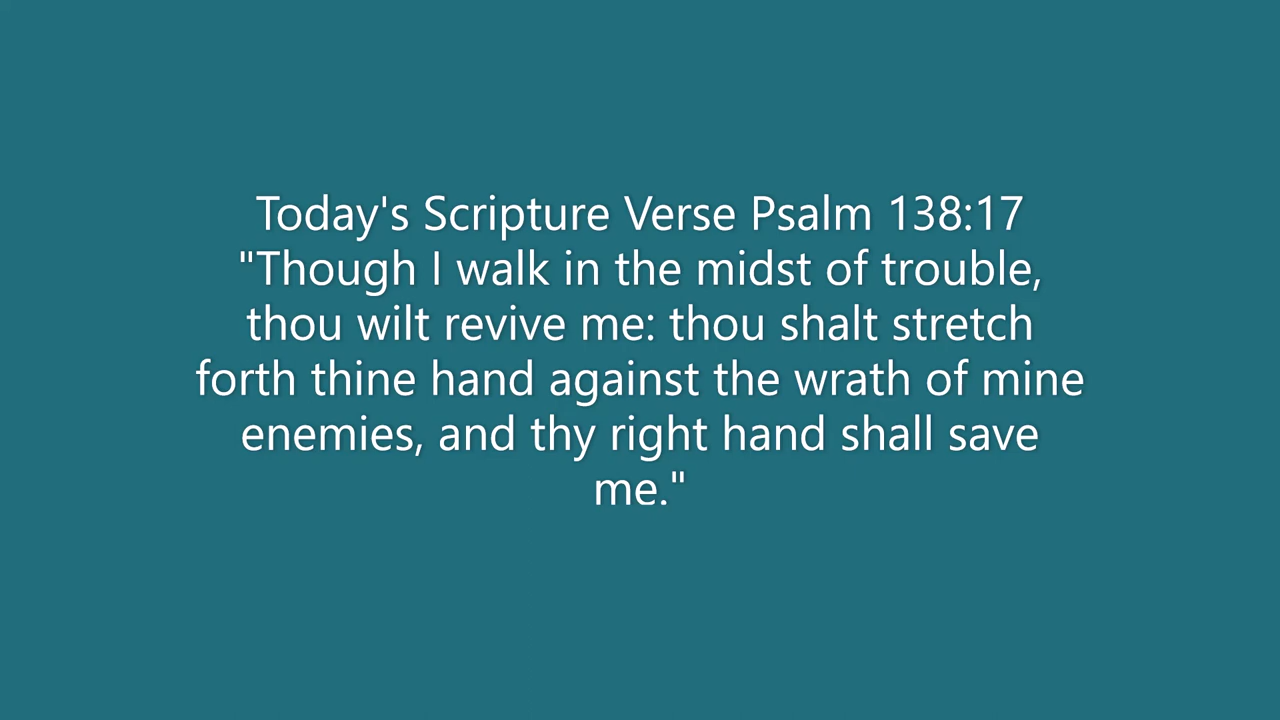 Today's Scripture Verse Psalm 138:17
"Though I walk in the midst of trouble,
thou wilt revive me: thou shalt stretch
forth thine hand against the wrath of mine
enemies, and thy right hand shall save
me."